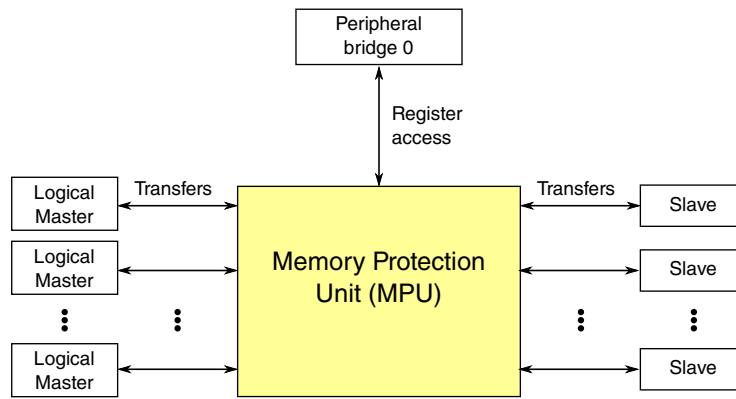 Peripheral
bridge 0
Register
access
Logical
Master
Transfers
Transfers
Slave
Logical
Master
Memory Protection
Unit (MPU)
Slave
Logical
Master
Slave